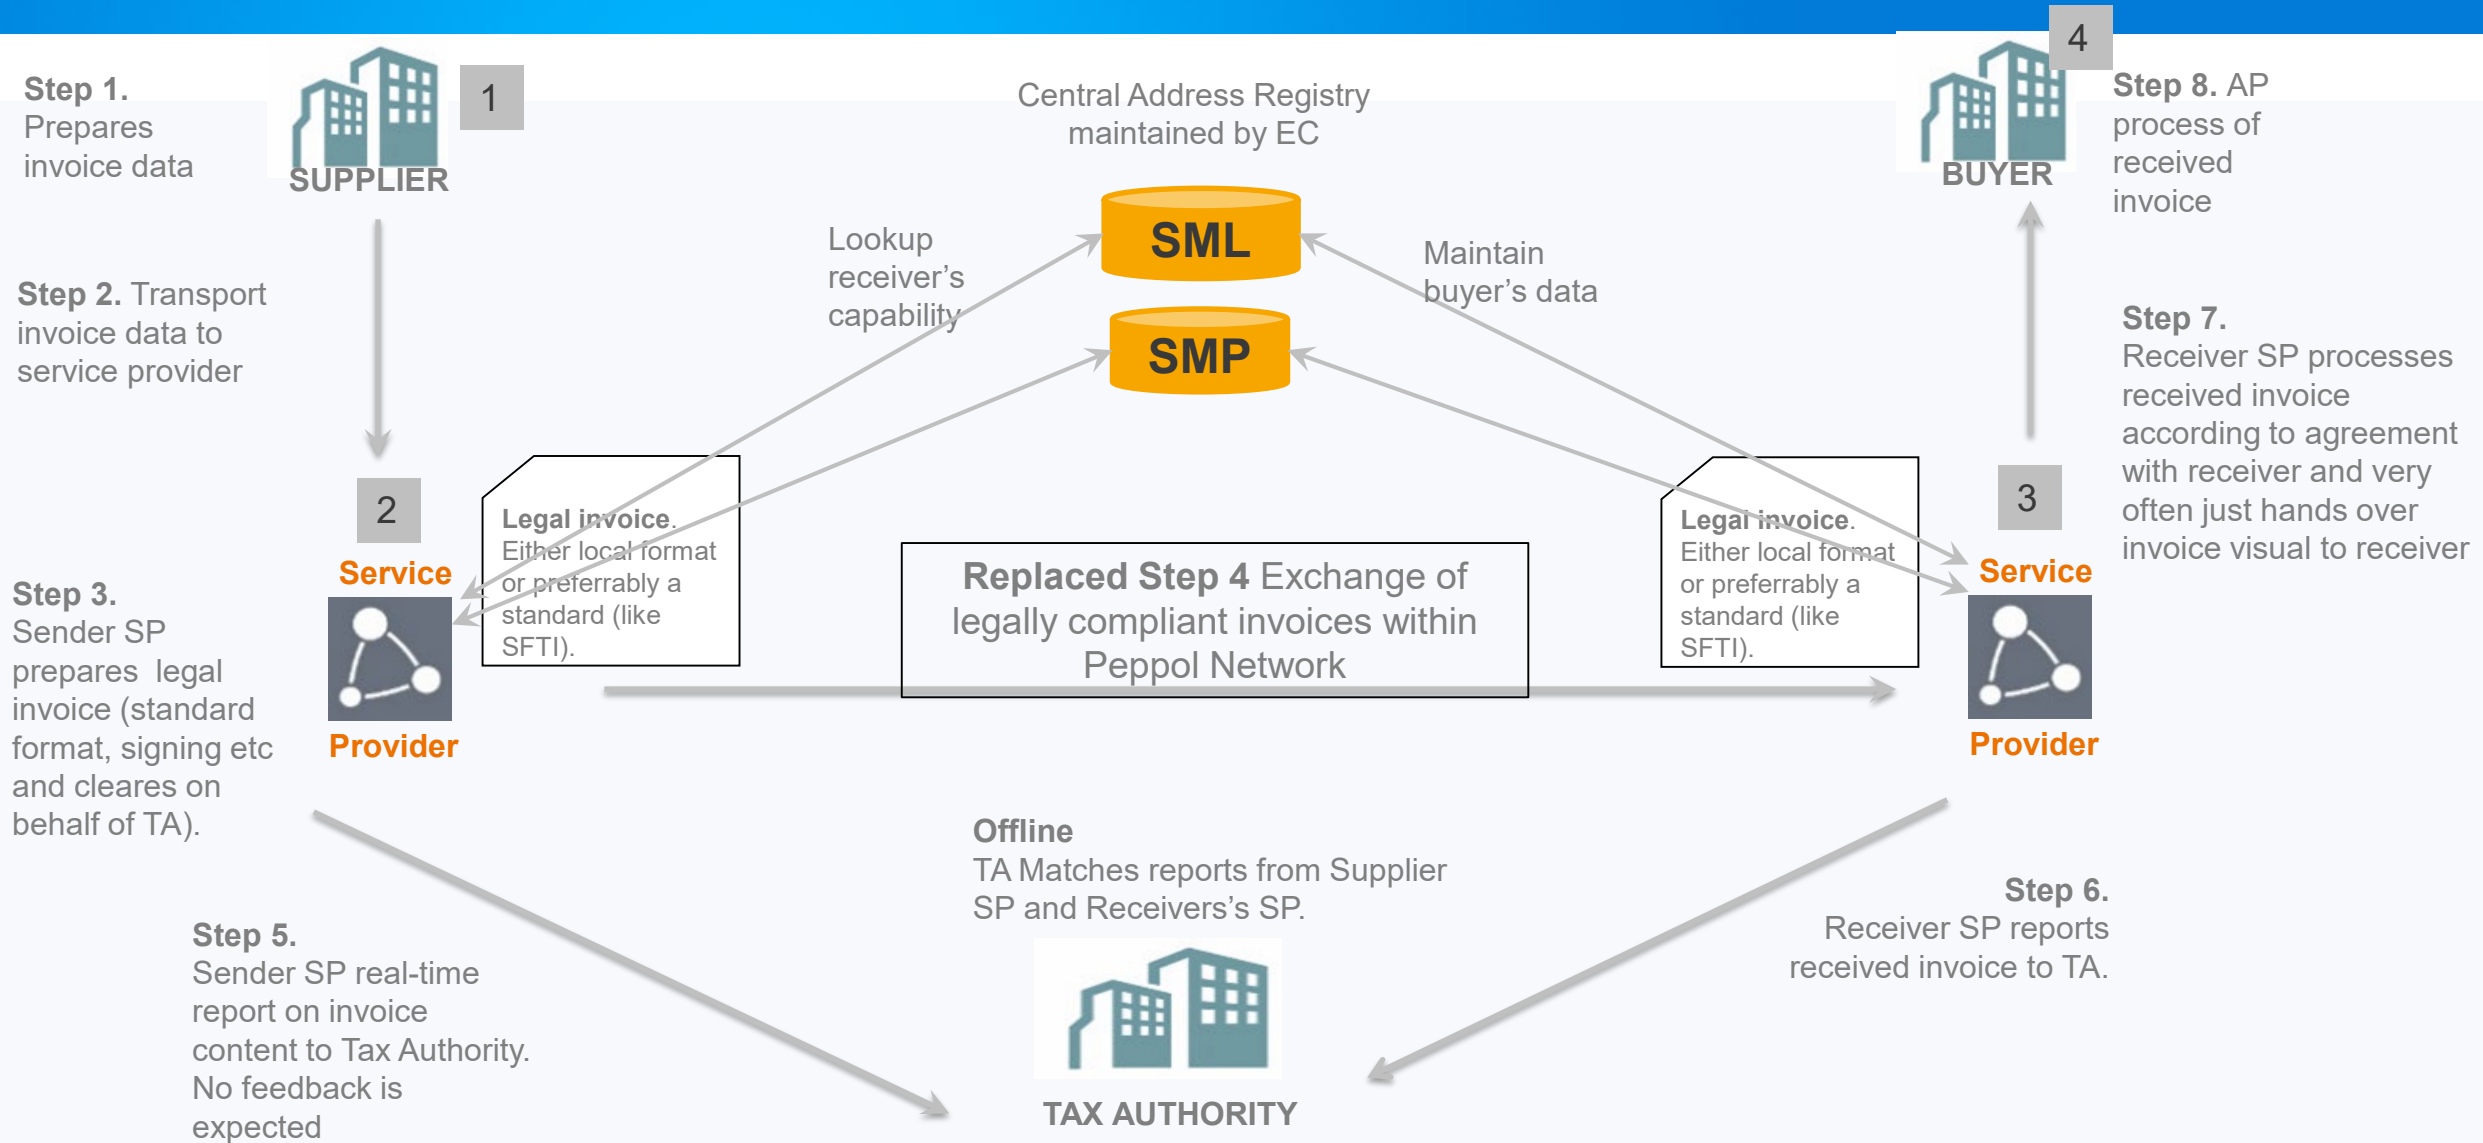 Step 1.
Prepares
invoice data
SUPPLIER
1
Central Address Registry
maintained by EC
4
BUYER
Step 8. AP
process of
received
invoice
SML
SMP
Lookup
receiver's
capability
Maintain
buyer's data
Step 2. Transport
invoice data to
service provider
Step 7.
Receiver SP processes
received invoice
according to agreement
with receiver and very
often just hands over
invoice visual to receiver
2
Service
Provider
Legal invoice.
Either local format
or preferrably a
standard (like
SFTI).
Replaced Step 4 Exchange of
legally compliant invoices within
Peppol Network
Legal invoice.
Either local format
or preferrably a
standard (like
SFTI).
3
Service
Provider
Step 3.
Sender SP
prepares  legal
invoice (standard
format, signing etc
and cleares on
behalf of TA).
Offline
TA Matches reports from Supplier
SP and Receivers's SP.
TAX AUTHORITY
Step 5.
Sender SP real-time
report on invoice
content to Tax Authority.
No feedback is
expected
Step 6.
Receiver SP reports
received invoice to TA.